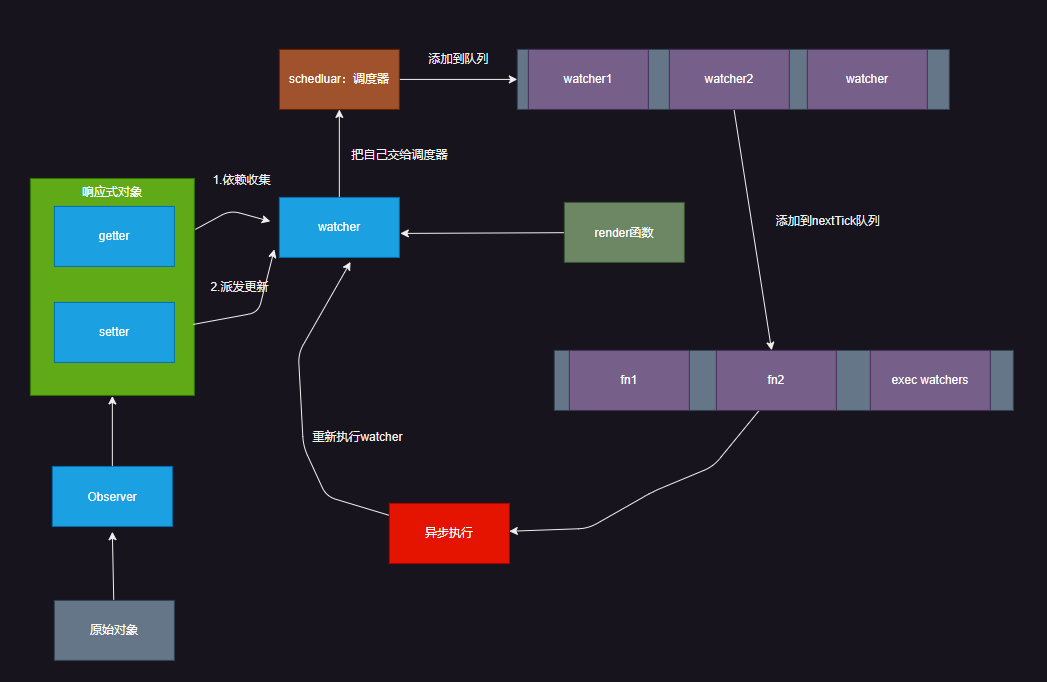 添加到队列
schedluar：调度器
watcher1
watcher2
watcher
把自己交给调度器
1.依赖收集
响应式对象
getter
watcher
render函数
添加到nextTick队列
2.派发更新
setter
fn1
fn2
exec watchers
重新执行watcher
Observer
异步执行
原始对象